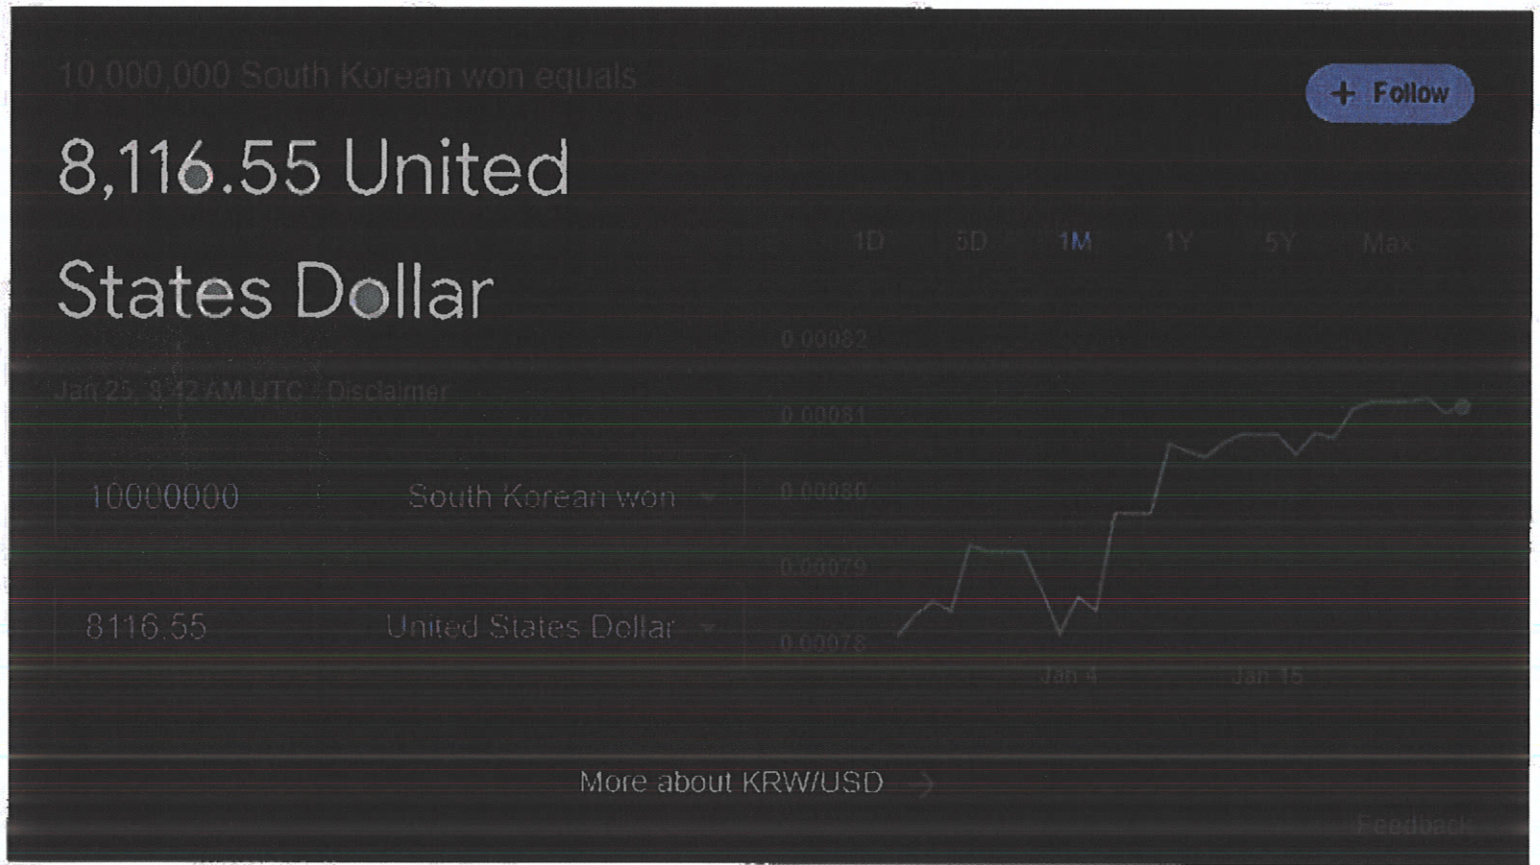 10,000,000 South Korean won equals
+ Follow
8,116.55 United
States Dollar
1D 5D 1M 1Y 5Y Max
Jan 25, 8:42 AM UTC · Disclaimer
10000000 South Korean won
8116.55 United States Dollar
0.00082
0.00081
0.00080
0.00079
0.00078
Jan 4 Jan 15
More about KRW/USD →
Feedback